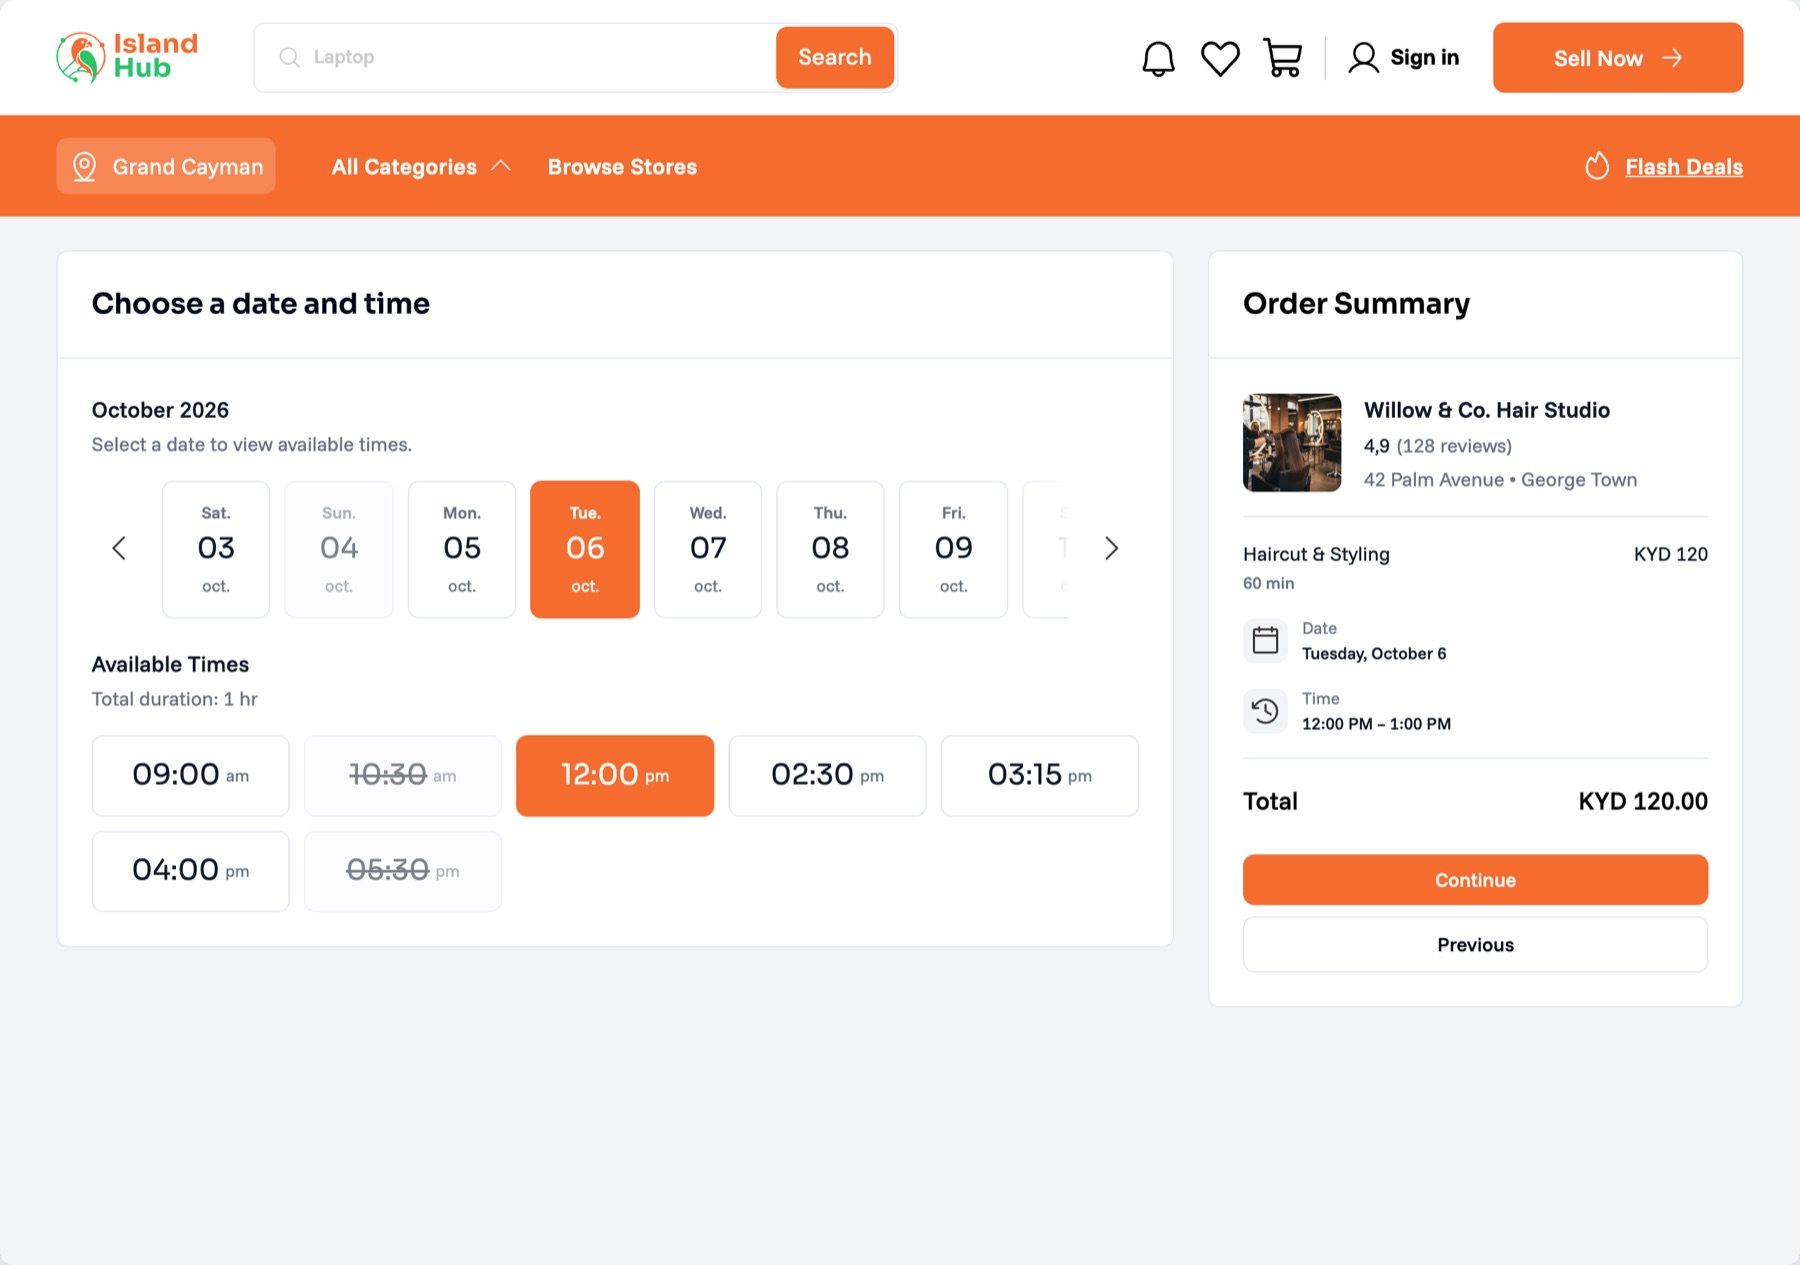 Island
Hub
Laptop
Search
Sign in
Sell Now
Grand Cayman
All Categories
Browse Stores
Flash Deals
Choose a date and time
October 2026
Select a date to view available times.
Sat.
03
oct.
Sun.
04
oct.
Mon.
05
oct.
Tue.
06
oct.
Wed.
07
oct.
Thu.
08
oct.
Fri.
09
oct.
Available Times
Total duration: 1 hr
09:00 am
10:30 am
12:00 pm
02:30 pm
03:15 pm
04:00 pm
05:30 pm
Order Summary
Willow & Co. Hair Studio
4,9 (128 reviews)
42 Palm Avenue • George Town
Haircut & Styling KYD 120
60 min
Date
Tuesday, October 6
Time
12:00 PM – 1:00 PM
Total KYD 120.00
Continue
Previous